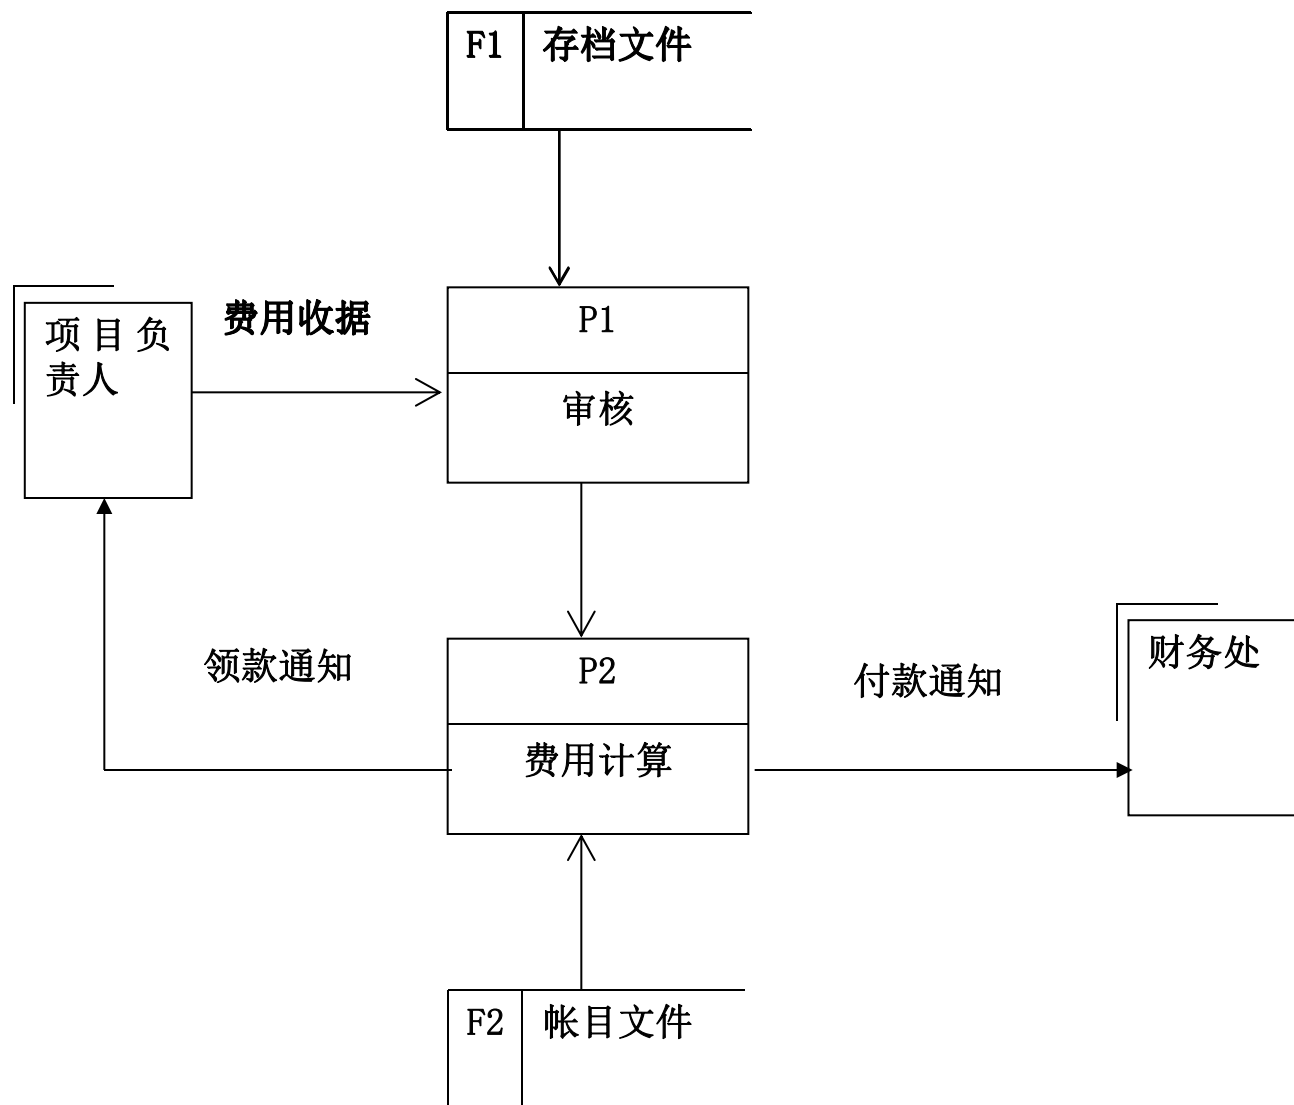 F1 存档文件
费用收据
P1
项目负
责人
审核
领款通知
P2
付款通知
财务处
费用计算
F2 帐目文件